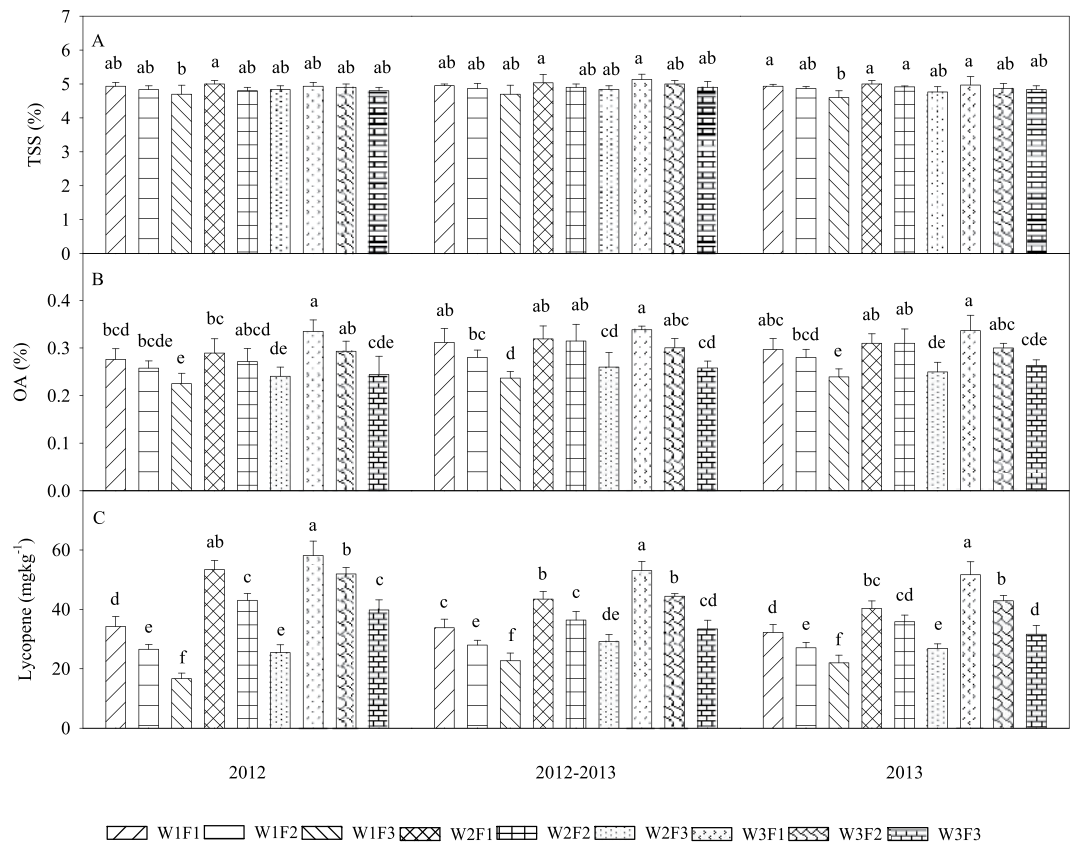 7
A
ab ab b a ab ab ab ab ab
ab ab ab a ab ab a ab ab
a ab b a a ab a ab ab
6
5
4
3
2
1
0
TSS (%)
B
bcd bcde e bc abcd de a ab cde
ab bc d ab ab cd a abc cd
abc bcd e ab ab de a abc cde
0.4
0.3
0.2
0.1
0.0
OA (%)
C
d e f ab c e a b c
c e f b c de a b cd
d e f bc cd e a b d
60
40
20
0
Lycopene (mgkg⁻¹)
2012 2012-2013 2013
W1F1 W1F2 W1F3 W2F1 W2F2 W2F3 W3F1 W3F2 W3F3